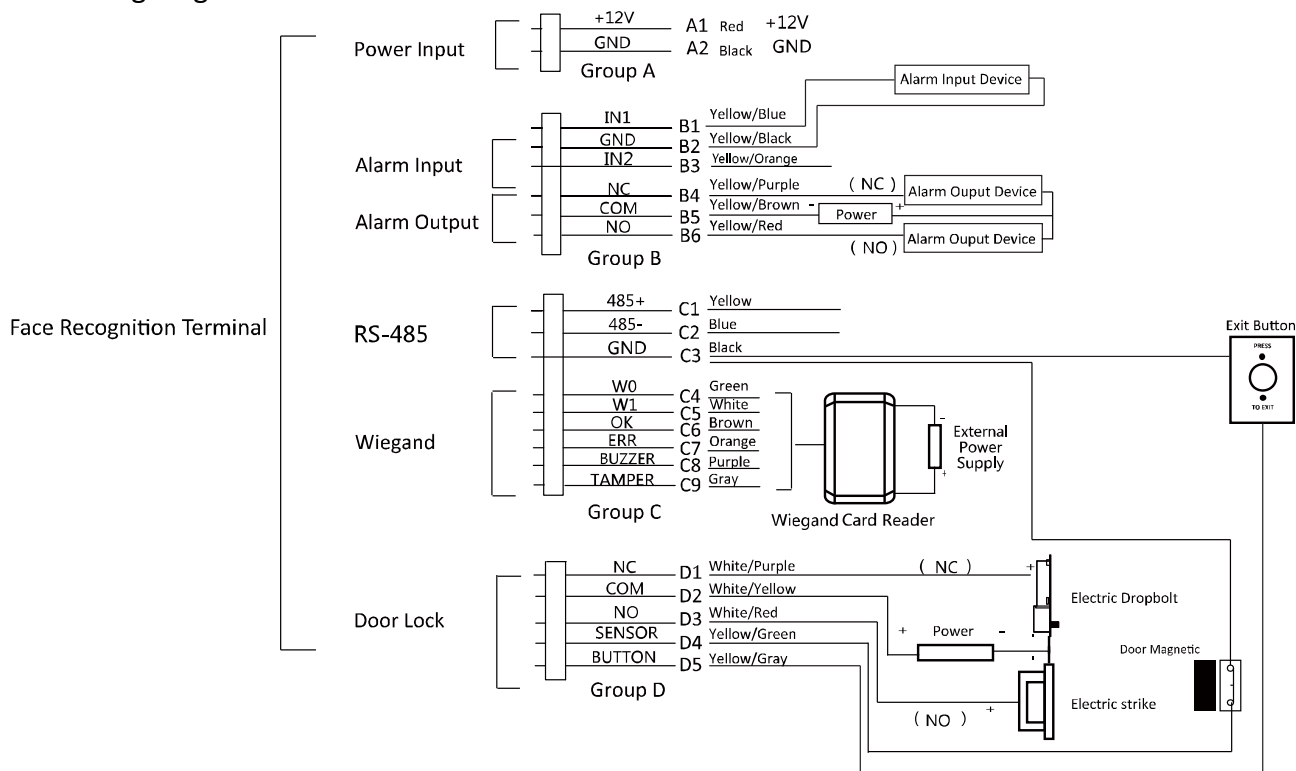 +12V A1 Red +12V
Power Input GND A2 Black GND
Group A
Alarm Input Device
IN1 B1 Yellow/Blue
GND B2 Yellow/Black
Alarm Input IN2 B3 Yellow/Orange
NC B4 Yellow/Purple ( NC ) Alarm Ouput Device
COM B5 Yellow/Brown - Power +
Alarm Output NO B6 Yellow/Red ( NO ) Alarm Ouput Device
Group B
Face Recognition Terminal
485+ C1 Yellow
RS-485 485- C2 Blue
GND C3 Black
Exit Button
PRESS
TO EXIT
W0 C4 Green
W1 C5 White
OK C6 Brown
Wiegand ERR C7 Orange
BUZZER C8 Purple
TAMPER C9 Gray
Group C
Wiegand Card Reader
- External
Power
Supply
+
NC D1 White/Purple ( NC ) +
COM D2 White/Yellow
Electric Dropbolt
Door Lock NO D3 White/Red
SENSOR D4 Yellow/Green + Power - -
BUTTON D5 Yellow/Gray -
Group D
Door Magnetic
( NO ) + Electric strike